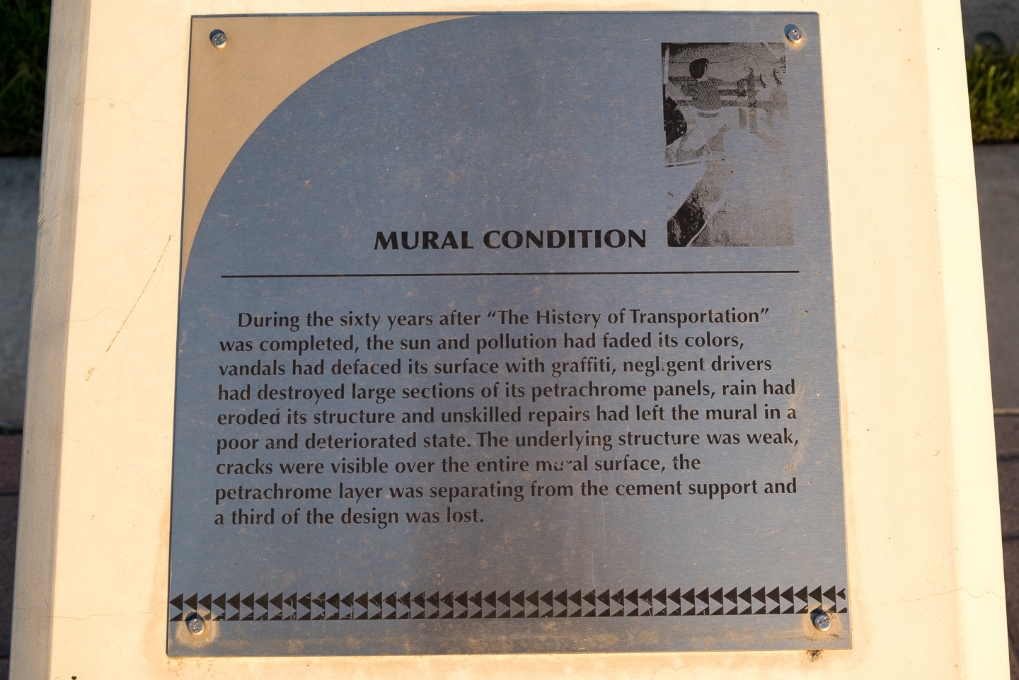 MURAL CONDITION
During the sixty years after “The History of Transportation”
was completed, the sun and pollution had faded its colors,
vandals had defaced its surface with graffiti, negligent drivers
had destroyed large sections of its petrachrome panels, rain had
eroded its structure and unskilled repairs had left the mural in a
poor and deteriorated state. The underlying structure was weak,
cracks were visible over the entire mural surface, the
petrachrome layer was separating from the cement support and
a third of the design was lost.